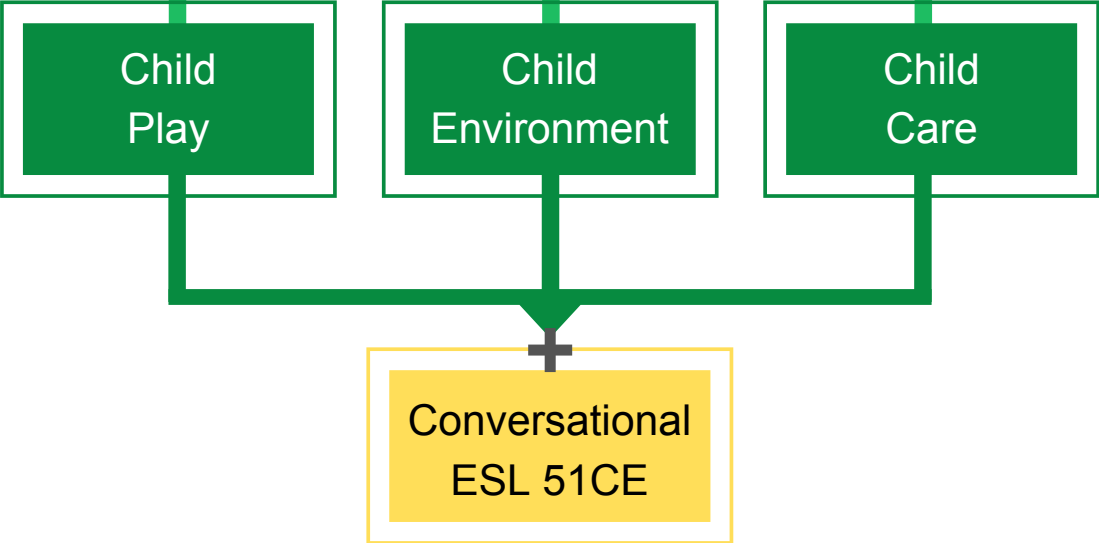 Child
Play
Child
Environment
Child
Care
Conversational
ESL 51CE